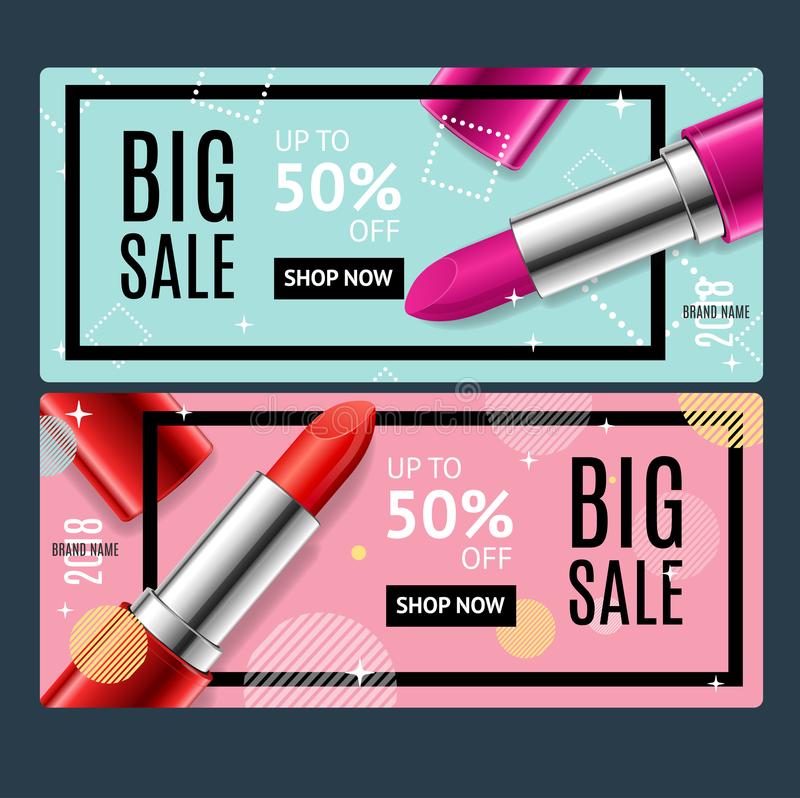 BIG
SALE
UP TO
50%
OFF
SHOP NOW
2018
BRAND NAME
dreamstime
2018
BRAND NAME
UP TO
50%
OFF
SHOP NOW
BIG
SALE